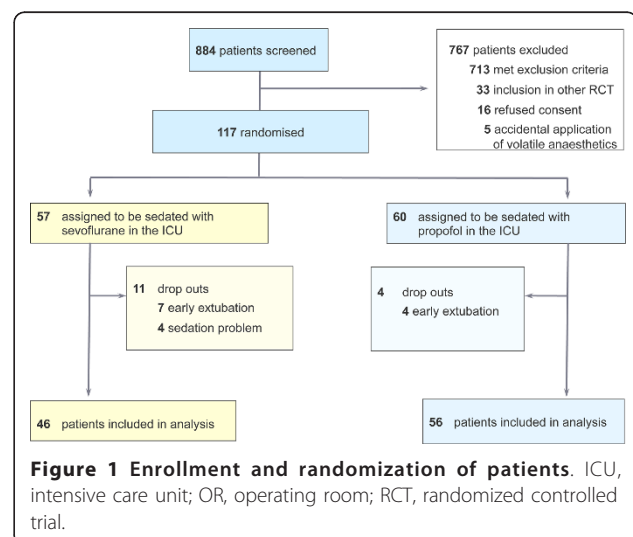 884 patients screened
767 patients excluded
713 met exclusion criteria
33 inclusion in other RCT
16 refused consent
5 accidental application
of volatile anaesthetics
117 randomised
57 assigned to be sedated with
sevoflurane in the ICU
60 assigned to be sedated with
propofol in the ICU
11 drop outs
7 early extubation
4 sedation problem
4 drop outs
4 early extubation
46 patients included in analysis
56 patients included in analysis
Figure 1 Enrollment and randomization of patients. ICU,
intensive care unit; OR, operating room; RCT, randomized controlled
trial.